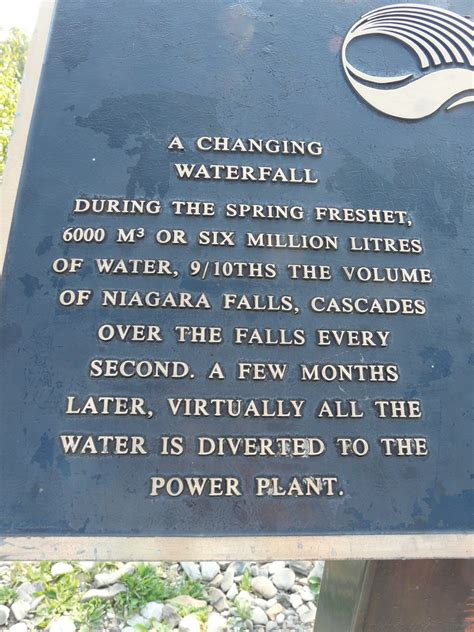 A CHANGING
WATERFALL
DURING THE SPRING FRESHET,
6000 M³ OR SIX MILLION LITRES
OF WATER, 9/10THS THE VOLUME
OF NIAGARA FALLS, CASCADES
OVER THE FALLS EVERY
SECOND. A FEW MONTHS
LATER, VIRTUALLY ALL THE
WATER IS DIVERTED TO THE
POWER PLANT.